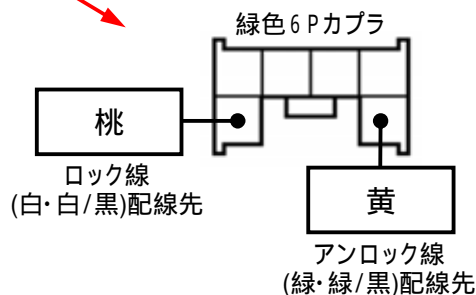 緑色6Pカプラ
桃
ロック線
(白・白/黒)配線先
黄
アンロック線
(緑・緑/黒)配線先